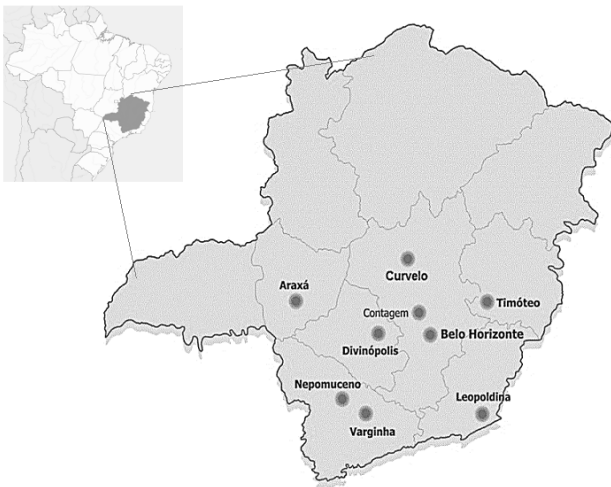 Curvelo
Araxá
Timóteo
Contagem
Belo Horizonte
Divinópolis
Nepomuceno
Leopoldina
Varginha